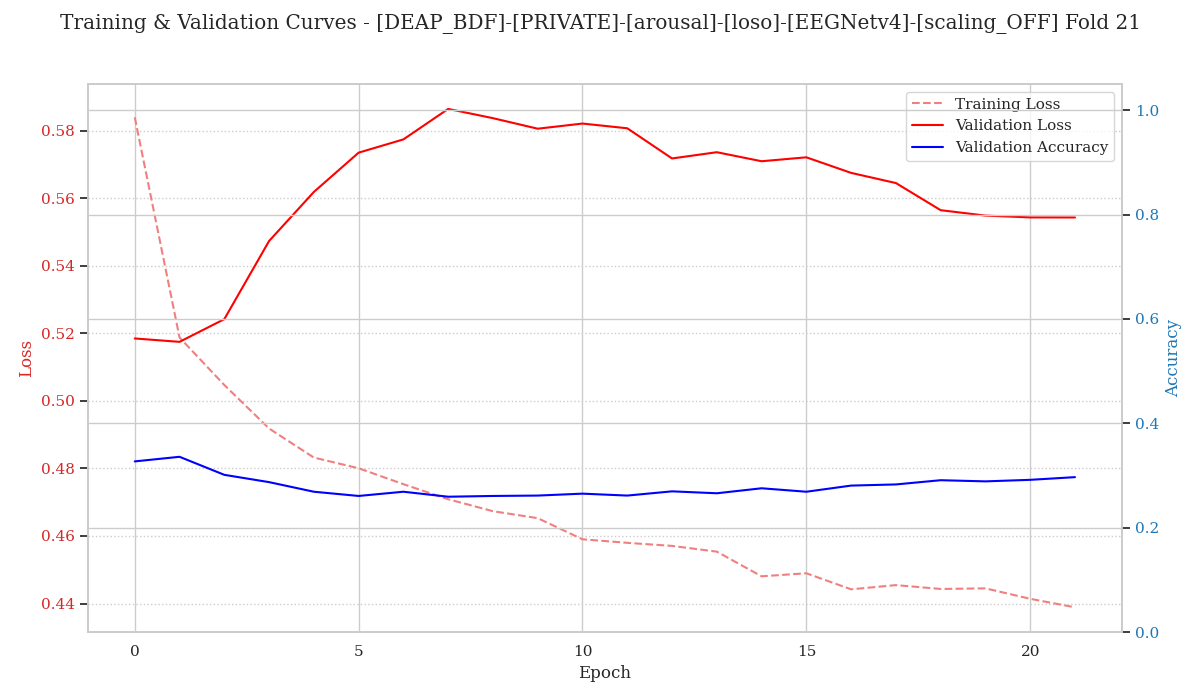 Training & Validation Curves - [DEAP_BDF]-[PRIVATE]-[arousal]-[loso]-[EEGNetv4]-[scaling_OFF] Fold 21
Training Loss
Validation Loss
Validation Accuracy
0.58
0.56
0.54
0.52
0.50
0.48
0.46
0.44
Loss
1.0
0.8
0.6
0.4
0.2
0.0
Accuracy
0
5
10
15
20
Epoch